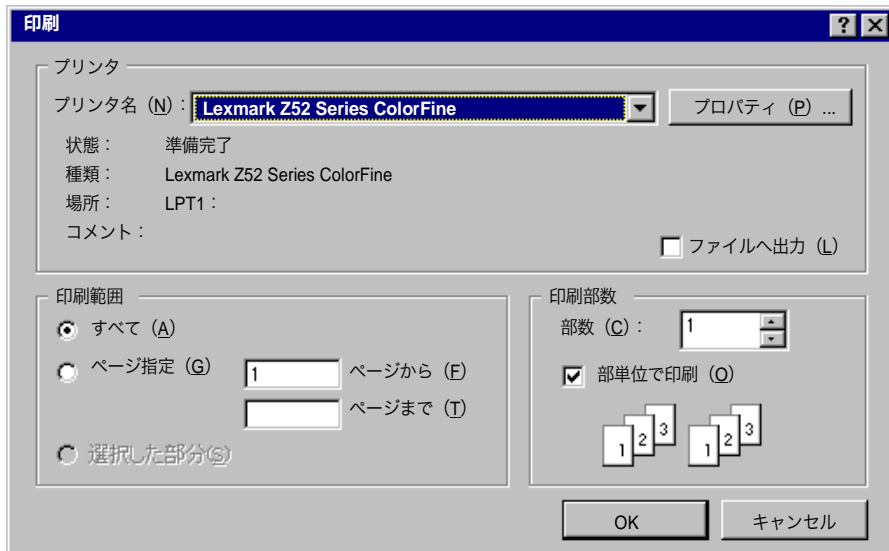 印刷
プリンタ
プリンタ名（N）： Lexmark Z52 Series ColorFine プロパティ（P）...
状態： 準備完了
種類： Lexmark Z52 Series ColorFine
場所： LPT1：
コメント：
ファイルへ出力（L）
印刷範囲
すべて（A）
ページ指定（G） 1 ページから（F）
ページまで（T）
選択した部分(S)
印刷部数
部数（C）： 1
部単位で印刷（O）
1 2 3 1 2 3
OK キャンセル